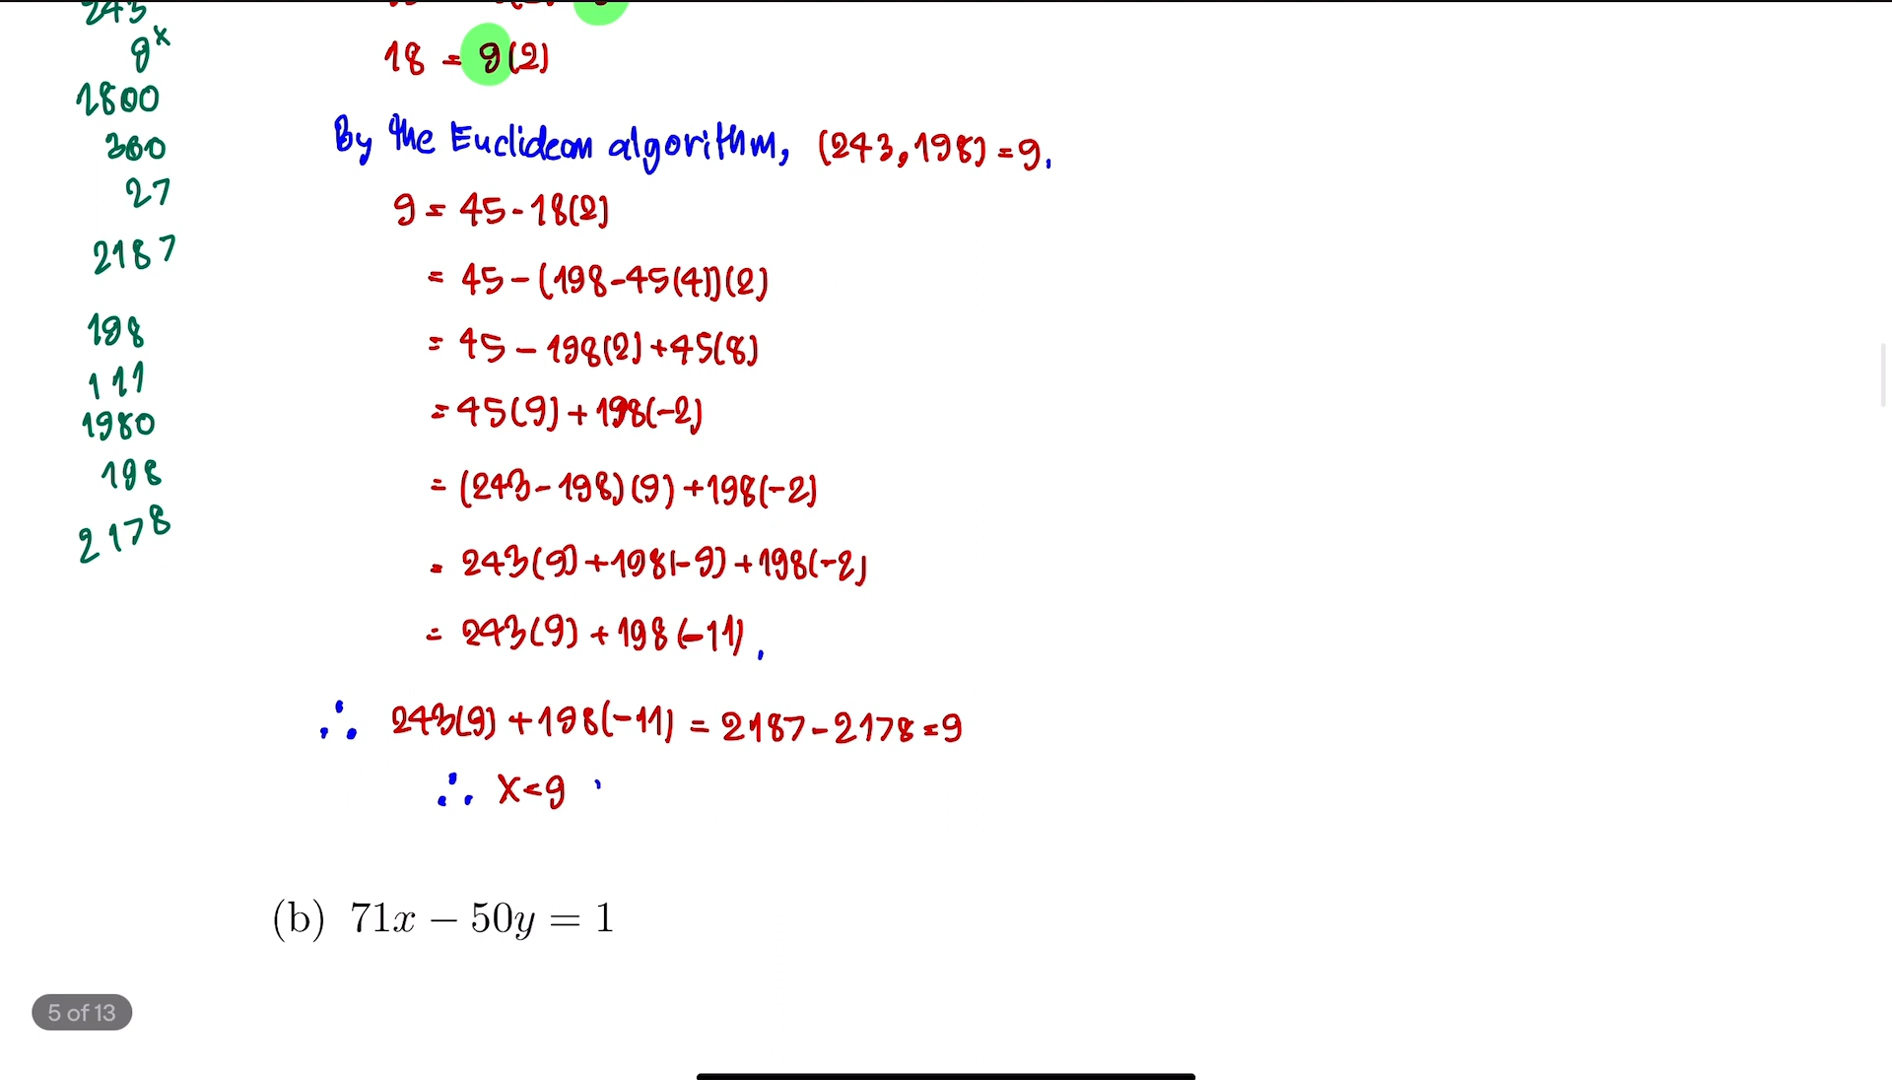 243
9x
1800
360
27
2187
198
111
1980
198
2178
18 = 9(2)
By the Euclidean algorithm, (243,198) = 9.
9 = 45 - 18(2)
= 45 - (198 - 45(4))(2)
= 45 - 198(2) + 45(8)
= 45(9) + 198(-2)
= (243 - 198)(9) + 198(-2)
= 243(9) + 198(-9) + 198(-2)
= 243(9) + 198(-11).
∴ 243(9) + 198(-11) = 2187 - 2178 = 9
∴ x = 9
(b) 71x − 50y = 1
5 of 13